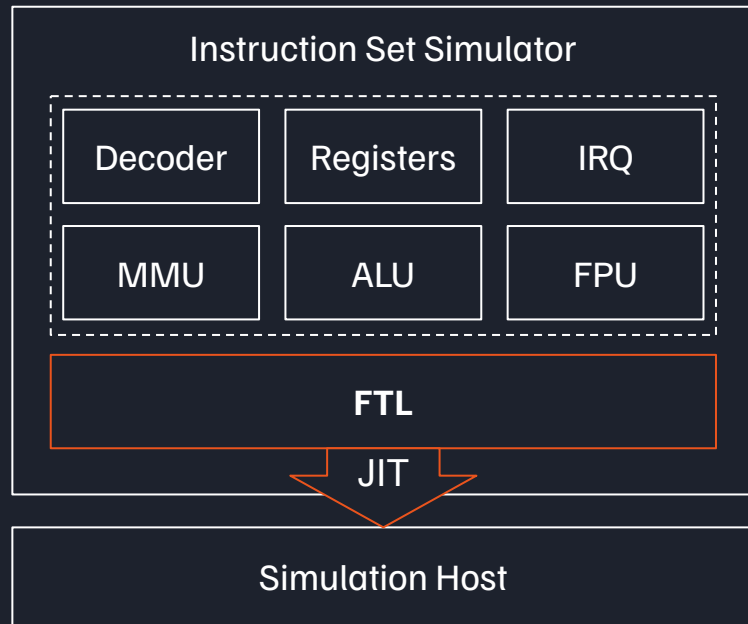 Instruction Set Simulator
Decoder Registers IRQ
MMU ALU FPU
FTL
JIT
Simulation Host